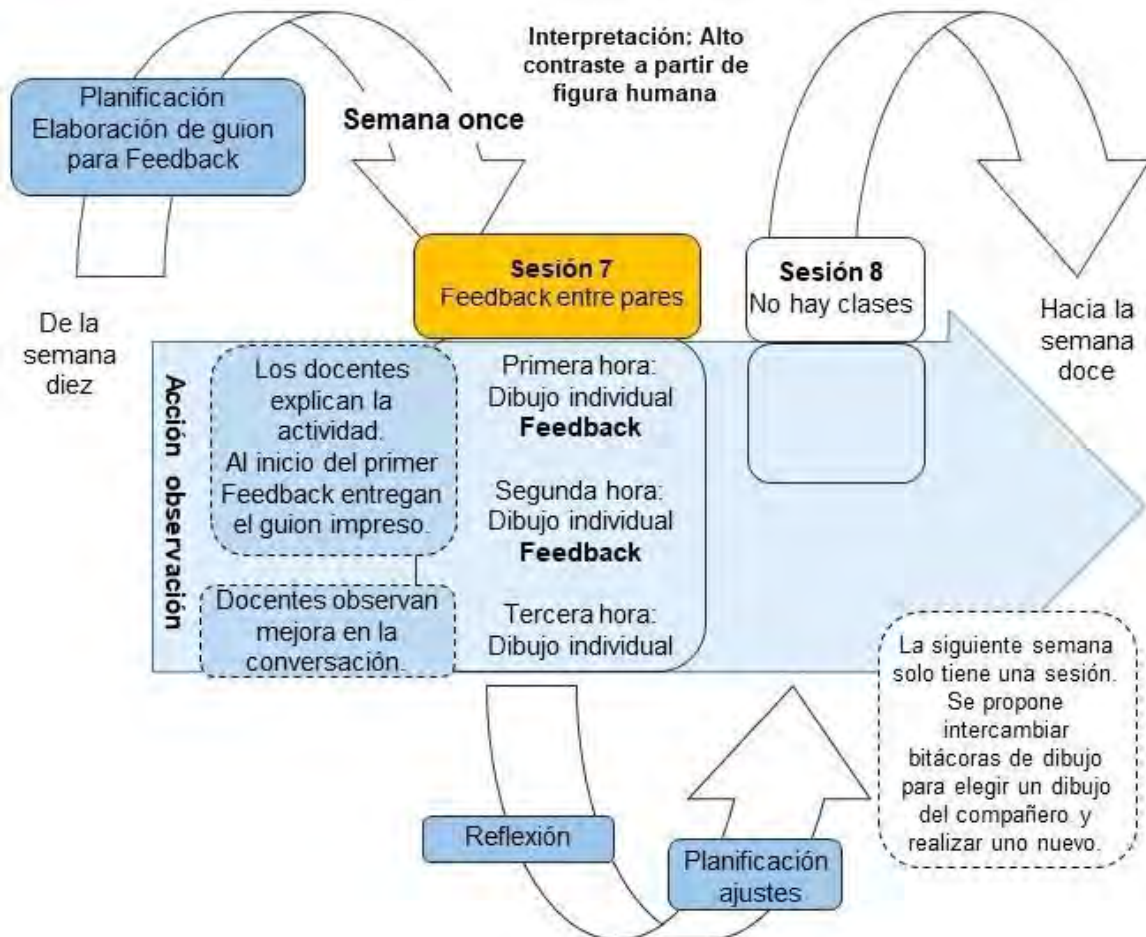 Interpretación: Alto
contraste a partir de
figura humana
Planificación
Elaboración de guion
para Feedback
Semana once
Sesión 7
Feedback entre pares
Sesión 8
No hay clases
De la
semana
diez
Hacia la
semana
doce
Acción observación
Los docentes
explican la
actividad.
Al inicio del primer
Feedback entregan
el guion impreso.
Docentes observan
mejora en la
conversación.
Primera hora:
Dibujo individual
Feedback
Segunda hora:
Dibujo individual
Feedback
Tercera hora:
Dibujo individual
La siguiente semana
solo tiene una sesión.
Se propone
intercambiar
bitácoras de dibujo
para elegir un dibujo
del compañero y
realizar uno nuevo.
Reflexión
Planificación
ajustes